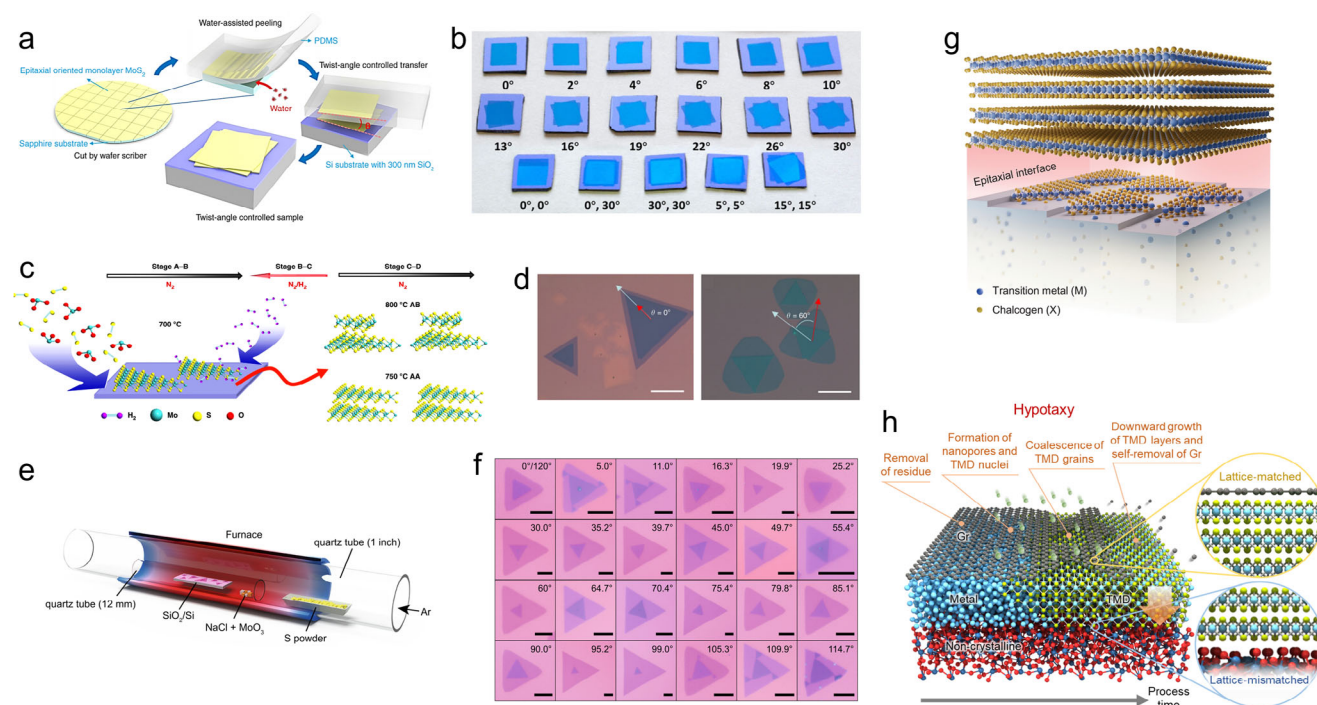 a
Water-assisted peeling
PDMS
Epitaxial oriented monolayer MoS₂
Twist-angle controlled transfer
Water
θ
Sapphire substrate
Cut by wafer scriber
Si substrate with 300 nm SiO₂
Twist-angle controlled sample
b
0° 2° 4° 6° 8° 10°
13° 16° 19° 22° 26° 30°
0°, 0° 0°, 30° 30°, 30° 5°, 5° 15°, 15°
c
Stage A–B Stage B–C Stage C–D
N₂ N₂/H₂ N₂
700 °C
800 °C AB
750 °C AA
H₂ Mo S O
d
θ = 0°
θ = 60°
e
Furnace
quartz tube (1 inch)
quartz tube (12 mm)
SiO₂/Si
NaCl + MoO₃
S powder
Ar
f
0°/120° 5.0° 11.0° 16.3° 19.9° 25.2°
30.0° 35.2° 39.7° 45.0° 49.7° 55.4°
60° 64.7° 70.4° 75.4° 79.8° 85.1°
90.0° 95.2° 99.0° 105.3° 109.9° 114.7°
g
Epitaxial interface
Transition metal (M)
Chalcogen (X)
h
Hypotaxy
Removal
of residue
Formation of
nanopores and
TMD nuclei
Coalescence of
TMD grains
Downward growth
of TMD layers and
self-removal of Gr
Lattice-matched
Gr
Metal
TMD
Non-crystalline
Lattice-mismatched
Process
time